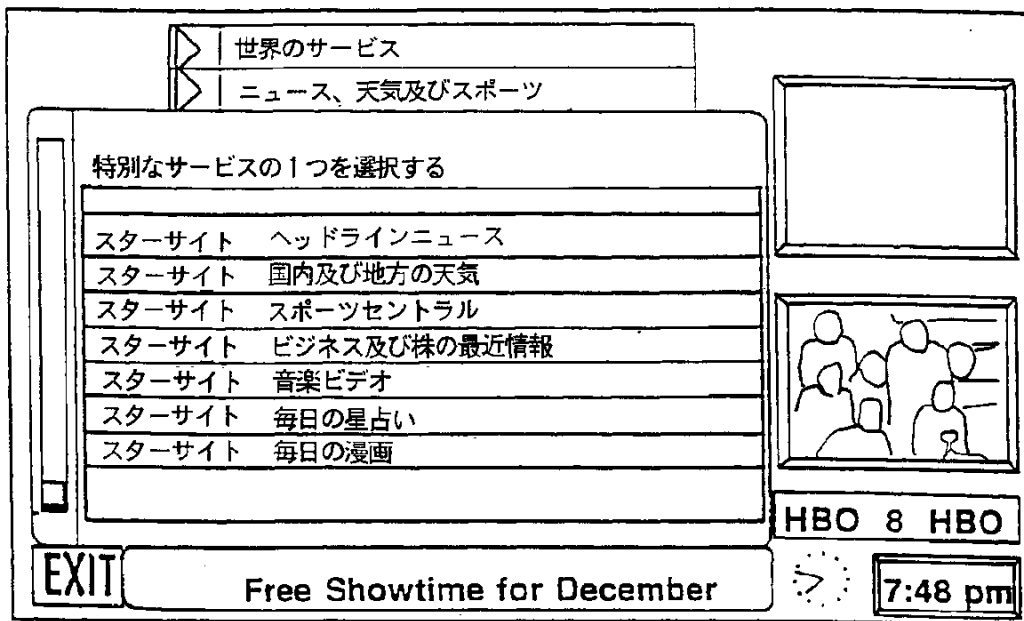 世界のサービス
ニュース、天気及びスポーツ
特別なサービスの1つを選択する
スターサイト ヘッドラインニュース
スターサイト 国内及び地方の天気
スターサイト スポーツセントラル
スターサイト ビジネス及び株の最近情報
スターサイト 音楽ビデオ
スターサイト 毎日の星占い
スターサイト 毎日の漫画
HBO 8 HBO
EXIT
Free Showtime for December
7:48 pm